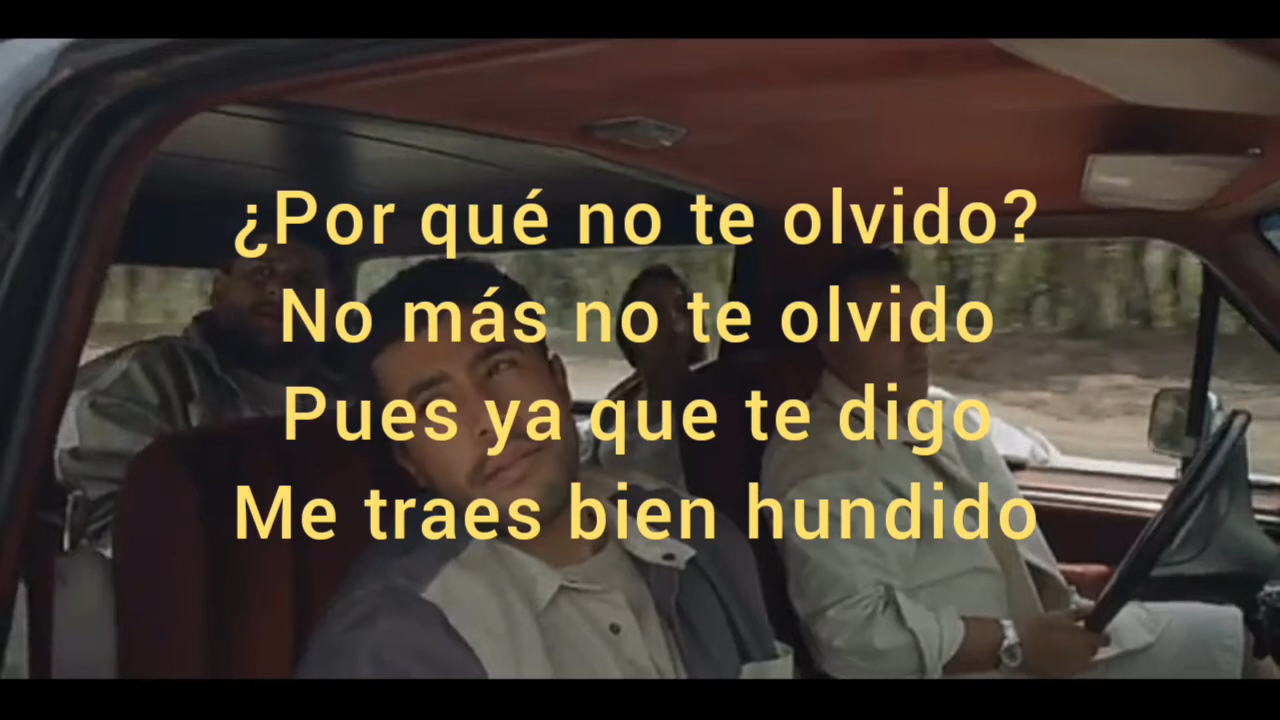 ¿Por qué no te olvido?
No más no te olvido
Pues ya que te digo
Me traes bien hundido